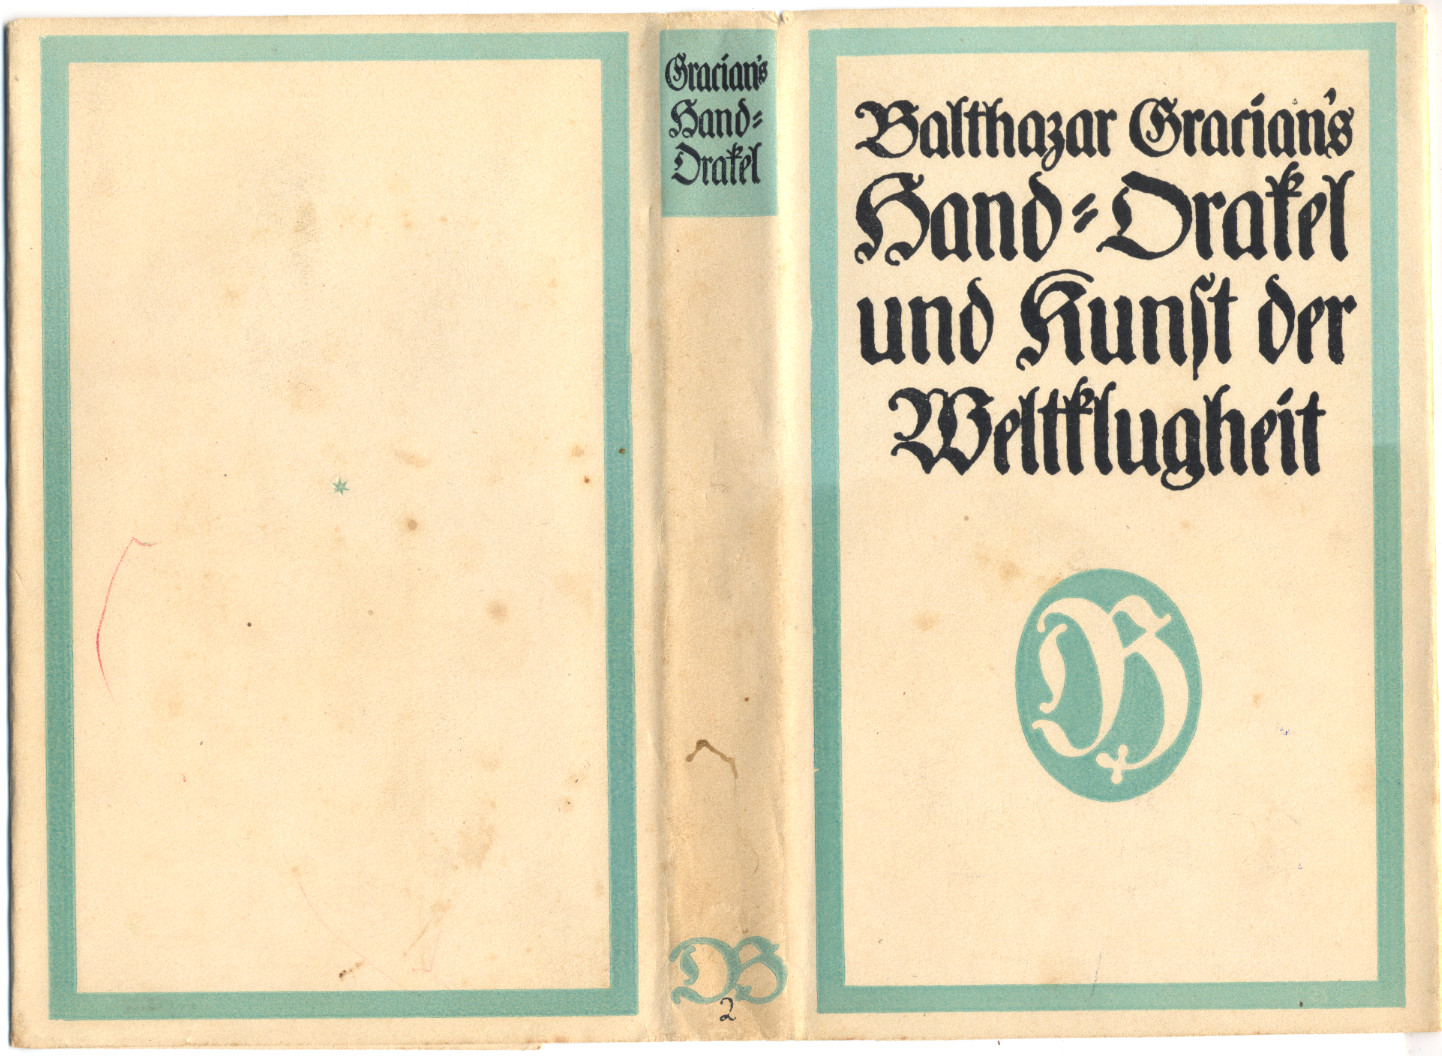 Gracian's
Hand-
Orakel
DB
2
Balthazar Gracian's
Hand-Orakel
und Kunst der
Weltklugheit
DB